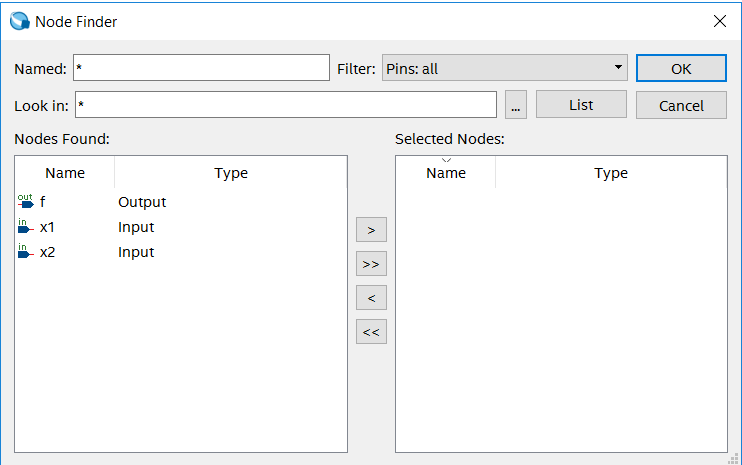 Node Finder
Named: * Filter: Pins: all OK
Look in: * ... List Cancel
Nodes Found: Selected Nodes:
Name Type Name Type
out f Output
in x1 Input
in x2 Input
>
>>
<
<<